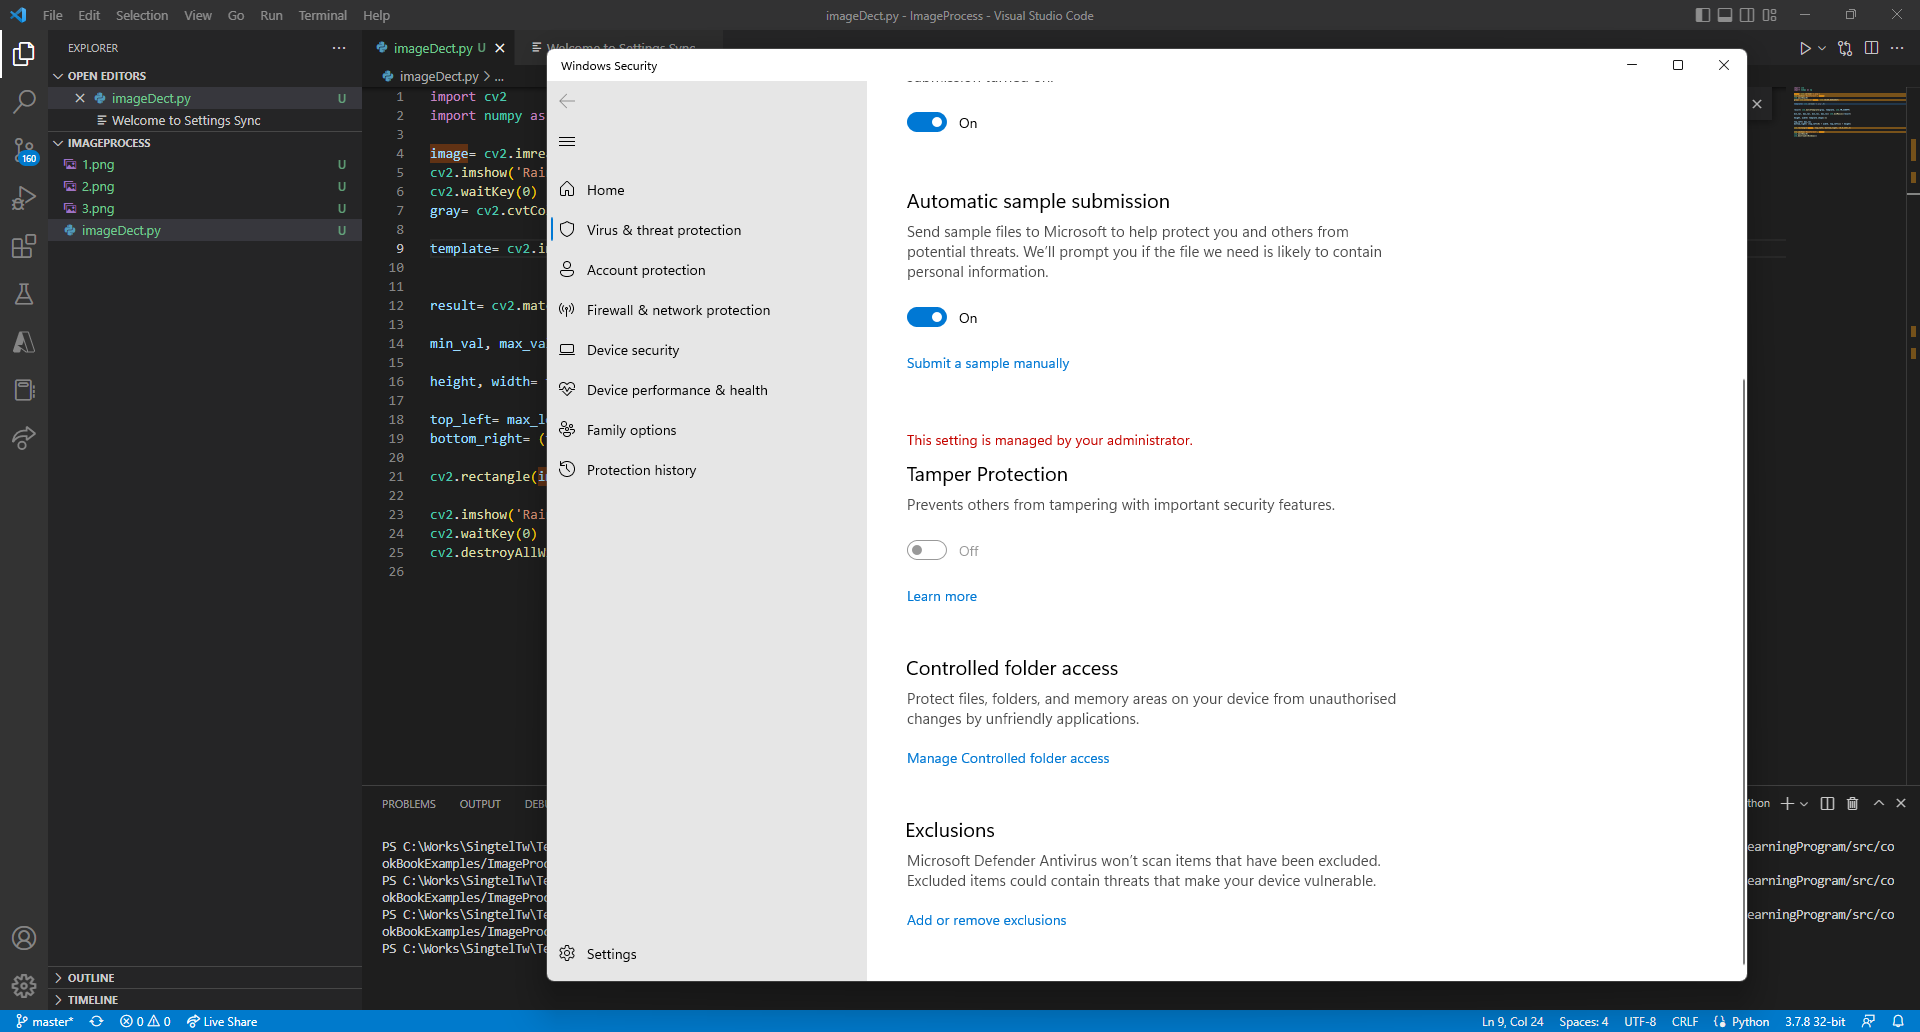 File Edit Selection View Go Run Terminal Help
imageDect.py - ImageProcess - Visual Studio Code
EXPLORER
OPEN EDITORS
imageDect.py U
Welcome to Settings Sync
IMAGEPROCESS
1.png U
2.png U
3.png U
imageDect.py U
OUTLINE
TIMELINE
160
imageDect.py U
Welcome to Settings Sync
imageDect.py > ...
1 import cv2
2 import numpy as
3
4 image= cv2.imre
5 cv2.imshow('Rai
6 cv2.waitKey(0)
7 gray= cv2.cvtCo
8
9 template= cv2.i
10
11
12 result= cv2.mat
13
14 min_val, max_va
15
16 height, width=
17
18 top_left= max_l
19 bottom_right= (
20
21 cv2.rectangle(i
22
23 cv2.imshow('Rai
24 cv2.waitKey(0)
25 cv2.destroyAllW
26
PROBLEMS OUTPUT DEBU
thon
PS C:\Works\SingtelTw\Te
earningProgram/src/co
okBookExamples/ImageProc
PS C:\Works\SingtelTw\Te
earningProgram/src/co
okBookExamples/ImageProc
PS C:\Works\SingtelTw\Te
earningProgram/src/co
okBookExamples/ImageProc
PS C:\Works\SingtelTw\Te
Windows Security
Home
Virus & threat protection
Account protection
Firewall & network protection
Device security
Device performance & health
Family options
Protection history
Settings
submission turned on.
On
Automatic sample submission
Send sample files to Microsoft to help protect you and others from
potential threats. We’ll prompt you if the file we need is likely to contain
personal information.
On
Submit a sample manually
This setting is managed by your administrator.
Tamper Protection
Prevents others from tampering with important security features.
Off
Learn more
Controlled folder access
Protect files, folders, and memory areas on your device from unauthorised
changes by unfriendly applications.
Manage Controlled folder access
Exclusions
Microsoft Defender Antivirus won’t scan items that have been excluded.
Excluded items could contain threats that make your device vulnerable.
Add or remove exclusions
master* 0 0 Live Share
Ln 9, Col 24 Spaces: 4 UTF-8 CRLF Python 3.7.8 32-bit